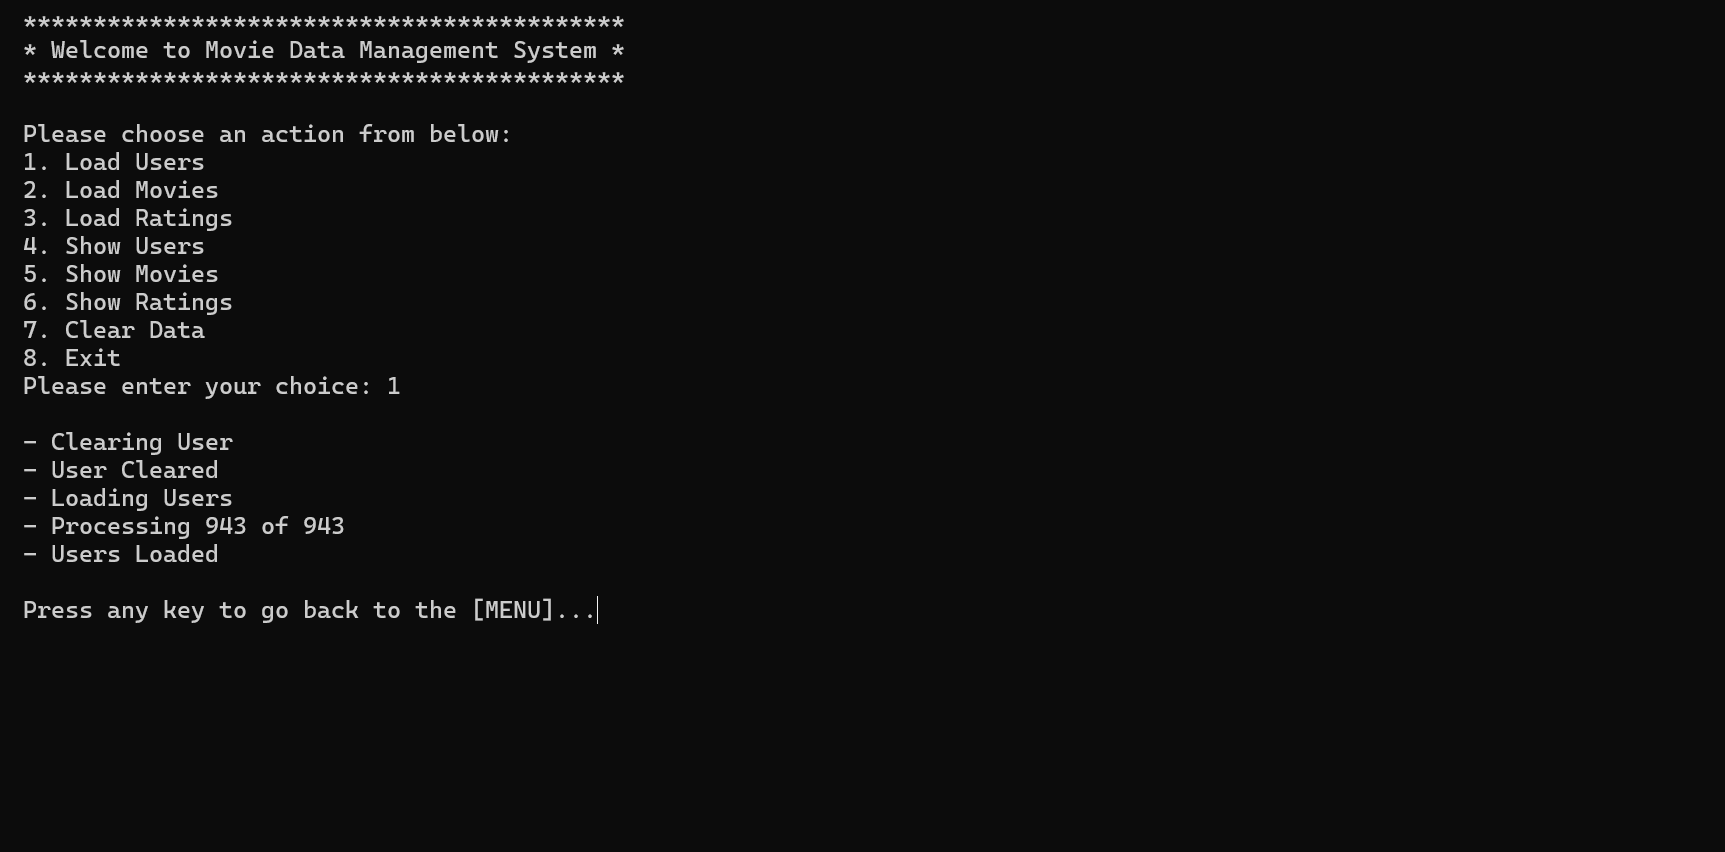 *******************************************
* Welcome to Movie Data Management System *
*******************************************
Please choose an action from below:
1. Load Users
2. Load Movies
3. Load Ratings
4. Show Users
5. Show Movies
6. Show Ratings
7. Clear Data
8. Exit
Please enter your choice: 1
- Clearing User
- User Cleared
- Loading Users
- Processing 943 of 943
- Users Loaded
Press any key to go back to the [MENU]...